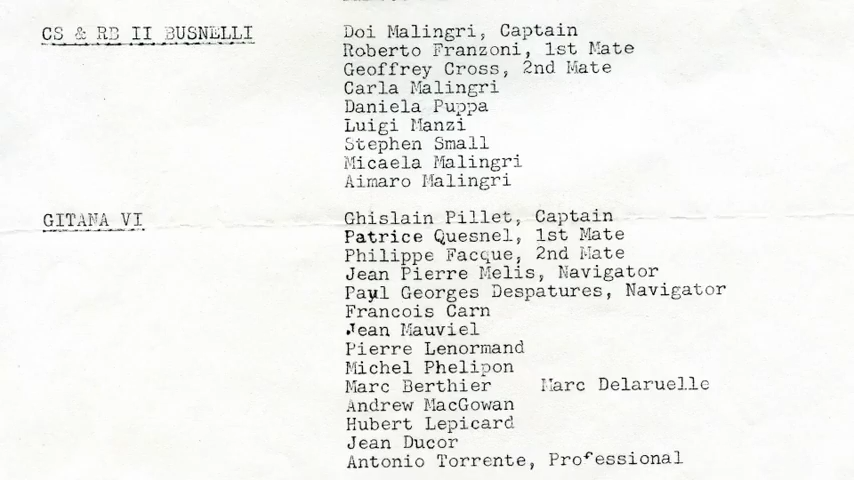 CS & RB II BUSNELLI Doi Malingri, Captain
Roberto Franzoni, 1st Mate
Geoffrey Cross, 2nd Mate
Carla Malingri
Daniela Puppa
Luigi Manzi
Stephen Small
Micaela Malingri
Aimaro Malingri
GITANA VI Ghislain Pillet, Captain
Patrice Quesnel, 1st Mate
Philippe Facque, 2nd Mate
Jean Pierre Melis, Navigator
Paul Georges Despatures, Navigator
Francois Carn
Jean Mauviel
Pierre Lenormand
Michel Phelipon
Marc Berthier Marc Delaruelle
Andrew MacGowan
Hubert Lepicard
Jean Ducor
Antonio Torrente, Professional